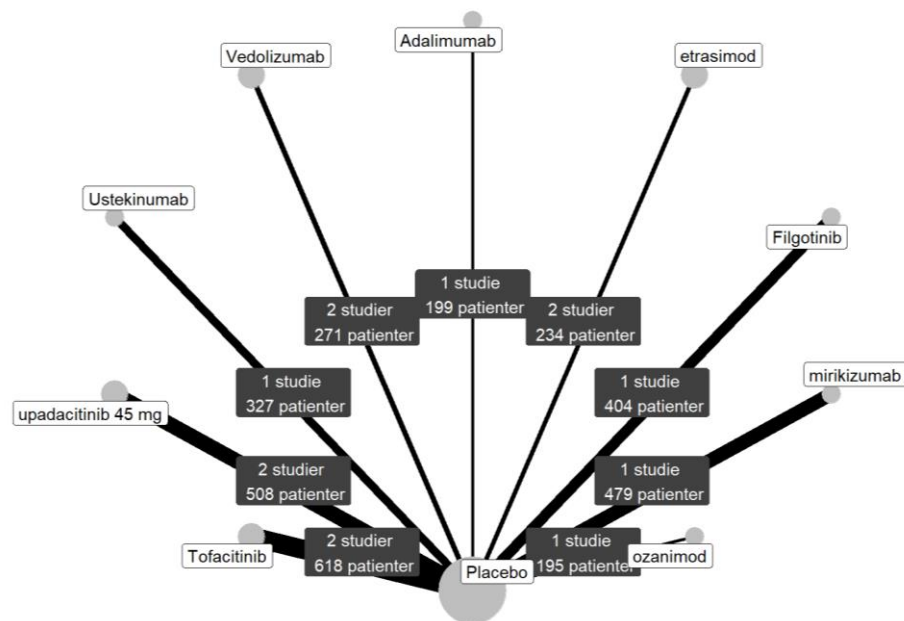 Adalimumab
Vedolizumab
etrasimod
Ustekinumab
Filgotinib
1 studie
199 patienter
2 studier
271 patienter
2 studier
234 patienter
mirikizumab
upadacitinib 45 mg
1 studie
327 patienter
1 studie
404 patienter
2 studier
508 patienter
1 studie
479 patienter
Tofacitinib
2 studier
618 patienter
Placebo
1 studie
195 patienter
ozanimod